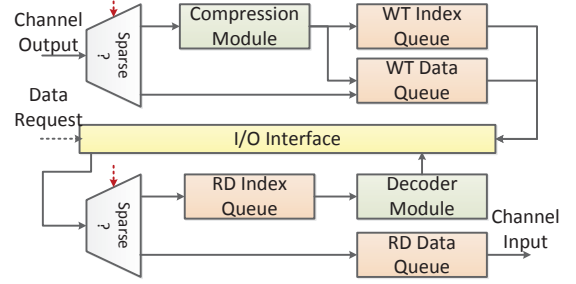 Channel
Output
Sparse
?
Compression
Module
WT Index
Queue
WT Data
Queue
Data
Request
I/O Interface
Sparse
?
RD Index
Queue
Decoder
Module
Channel
Input
RD Data
Queue